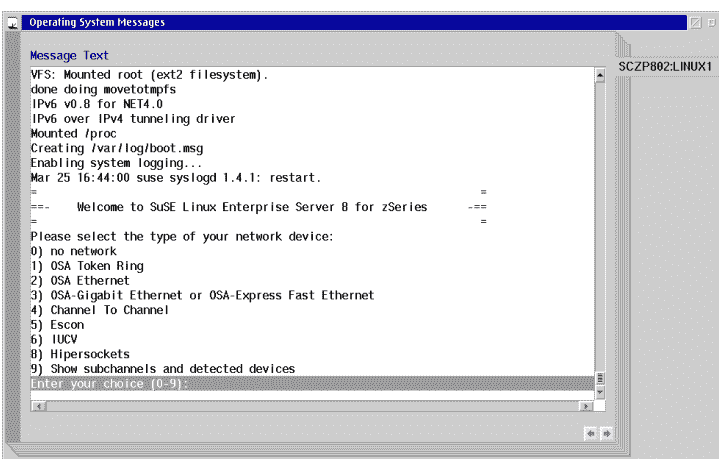 Operating System Messages
Message Text
SCZP802:LINUX1
VFS: Mounted root (ext2 filesystem).
done doing movetotmpfs
IPv6 v0.8 for NET4.0
IPv6 over IPv4 tunneling driver
Mounted /proc
Creating /var/log/boot.msg
Enabling system logging...
Mar 25 16:44:00 suse syslogd 1.4.1: restart.
= =
==- Welcome to SuSE Linux Enterprise Server 8 for zSeries -==
= =
Please select the type of your network device:
0) no network
1) OSA Token Ring
2) OSA Ethernet
3) OSA-Gigabit Ethernet or OSA-Express Fast Ethernet
4) Channel To Channel
5) Escon
6) IUCV
8) Hipersockets
9) Show subchannels and detected devices
Enter your choice (0-9):